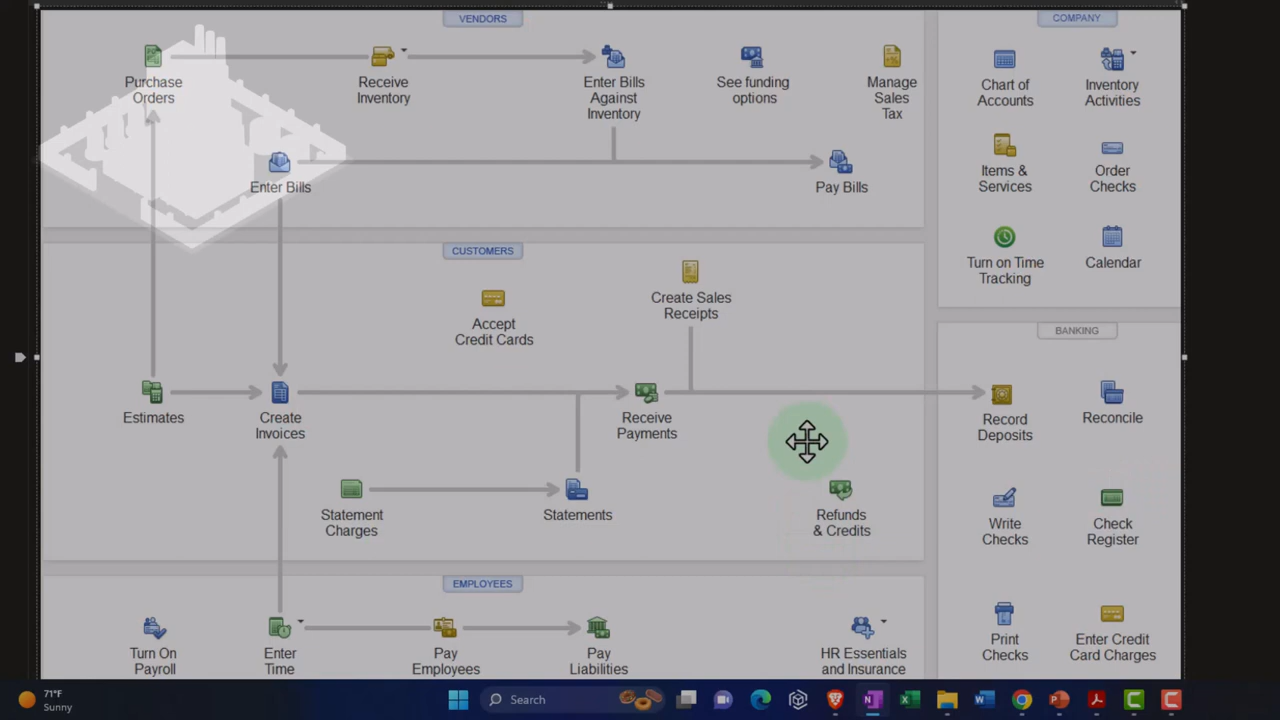 VENDORS
Purchase
Orders
Receive
Inventory
Enter Bills
Against
Inventory
See funding
options
Manage
Sales
Tax
Enter Bills
Pay Bills
COMPANY
Chart of
Accounts
Inventory
Activities
Items &
Services
Order
Checks
Turn on Time
Tracking
Calendar
CUSTOMERS
Accept
Credit Cards
Create Sales
Receipts
Estimates
Create
Invoices
Receive
Payments
Statement
Charges
Statements
Refunds
& Credits
BANKING
Record
Deposits
Reconcile
Write
Checks
Check
Register
Print
Checks
Enter Credit
Card Charges
EMPLOYEES
Turn On
Payroll
Enter
Time
Pay
Employees
Pay
Liabilities
HR Essentials
and Insurance
71°F
Sunny
Search